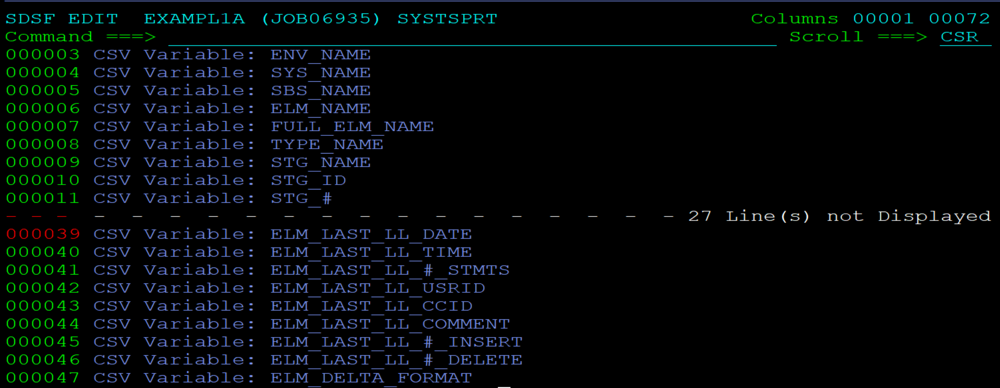 SDSF EDIT  EXAMPL1A (JOB06935) SYSTSPRT  Columns 00001 00072
Command ===>  Scroll ===> CSR
000003 CSV Variable: ENV_NAME
000004 CSV Variable: SYS_NAME
000005 CSV Variable: SBS_NAME
000006 CSV Variable: ELM_NAME
000007 CSV Variable: FULL_ELM_NAME
000008 CSV Variable: TYPE_NAME
000009 CSV Variable: STG_NAME
000010 CSV Variable: STG_ID
000011 CSV Variable: STG_#
- - -  -  -  -  -  -  -  -  -  -  -  -  -  -  -  -  -  - 27 Line(s) not Displayed
000039 CSV Variable: ELM_LAST_LL_DATE
000040 CSV Variable: ELM_LAST_LL_TIME
000041 CSV Variable: ELM_LAST_LL_#_STMTS
000042 CSV Variable: ELM_LAST_LL_USRID
000043 CSV Variable: ELM_LAST_LL_CCID
000044 CSV Variable: ELM_LAST_LL_COMMENT
000045 CSV Variable: ELM_LAST_LL_#_INSERT
000046 CSV Variable: ELM_LAST_LL_#_DELETE
000047 CSV Variable: ELM_DELTA_FORMAT